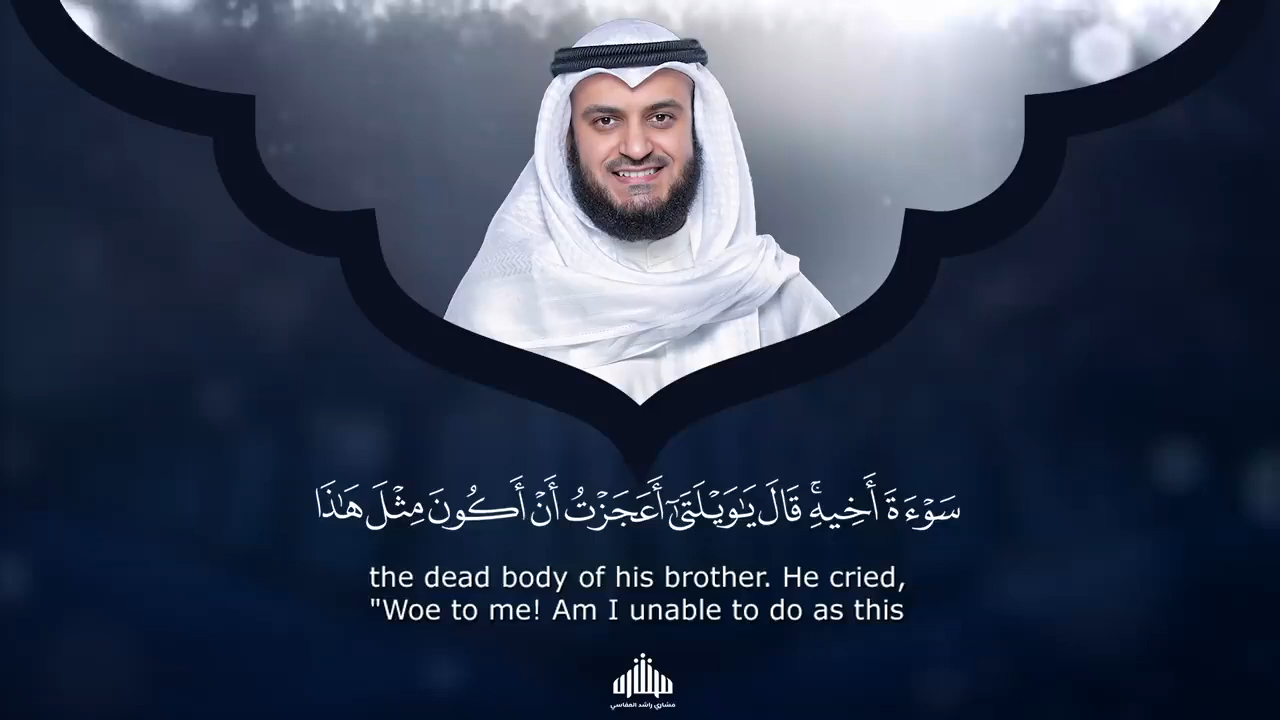 سَوْءَةَ أَخِيهِۚ قَالَ يَٰوَيْلَتَىٰٓ أَعَجَزْتُ أَنْ أَكُونَ مِثْلَ هَٰذَا
the dead body of his brother. He cried,
"Woe to me! Am I unable to do as this
مشاري راشد العفاسي